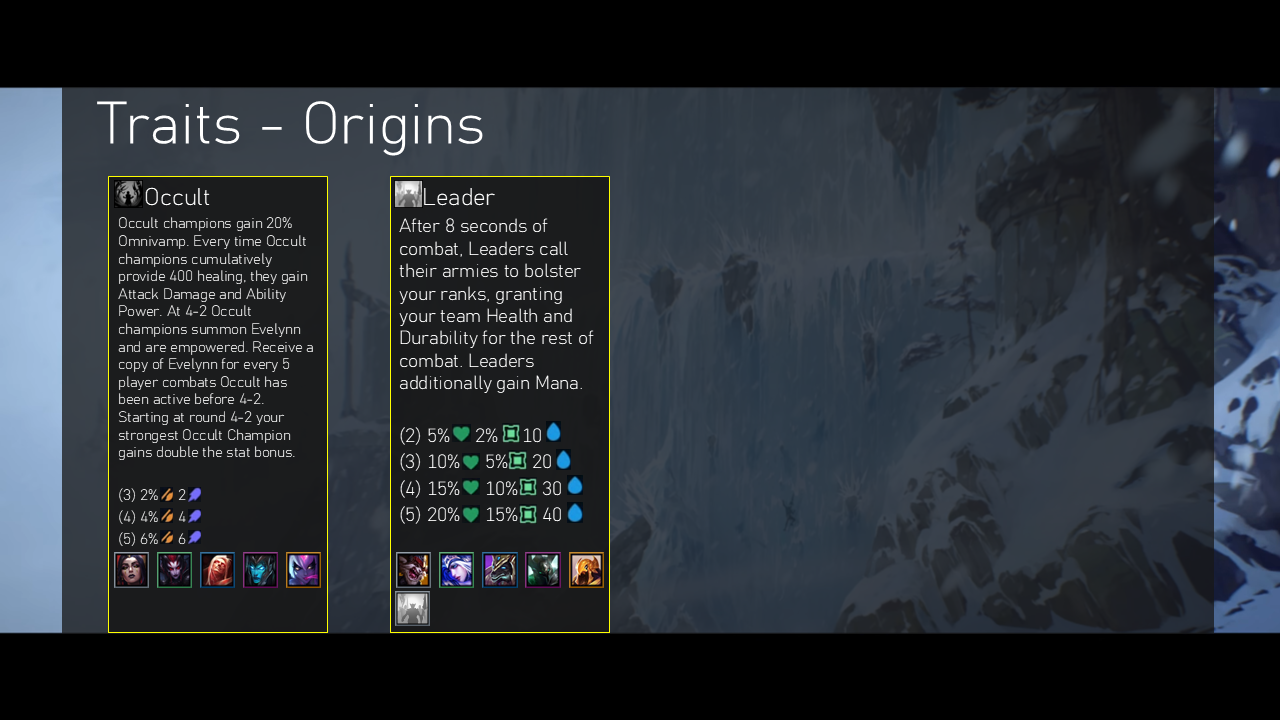 Traits - Origins
Occult
Occult champions gain 20%
Omnivamp. Every time Occult
champions cumulatively
provide 400 healing, they gain
Attack Damage and Ability
Power. At 4-2 Occult
champions summon Evelynn
and are empowered. Receive a
copy of Evelynn for every 5
player combats Occult has
been active before 4-2.
Starting at round 4-2 your
strongest Occult Champion
gains double the stat bonus.
(3) 2% 2
(4) 4% 4
(5) 6% 6
Leader
After 8 seconds of
combat, Leaders call
their armies to bolster
your ranks, granting
your team Health and
Durability for the rest of
combat. Leaders
additionally gain Mana.
(2) 5% 2% 10
(3) 10% 5% 20
(4) 15% 10% 30
(5) 20% 15% 40